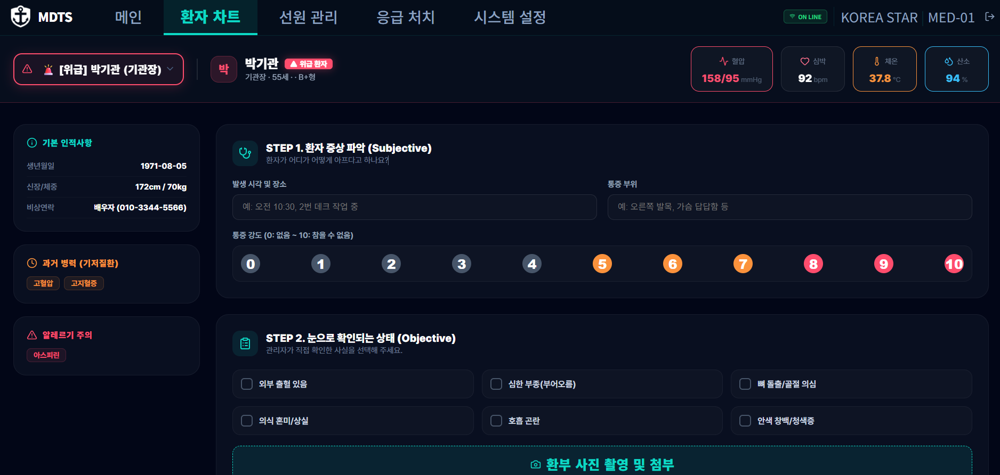 MDTS
메인
환자 차트
선원 관리
응급 처치
시스템 설정
ON LINE
KOREA STAR
MED-01
[위급] 박기관 (기관장)
박
박기관
위급 환자
기관장 · 55세 · · B+형
혈압
158/95 mmHg
심박
92 bpm
체온
37.8 °C
산소
94 %
기본 인적사항
생년월일
1971-08-05
신장/체중
172cm / 70kg
비상연락
배우자 (010-3344-5566)
과거 병력 (기저질환)
고혈압
고지혈증
알레르기 주의
아스피린
STEP 1. 환자 증상 파악 (Subjective)
환자가 어디가 어떻게 아프다고 하나요?
발생 시각 및 장소
예: 오전 10:30, 2번 데크 작업 중
통증 부위
예: 오른쪽 발목, 가슴 답답함 등
통증 강도 (0: 없음 ~ 10: 참을 수 없음)
0 1 2 3 4 5 6 7 8 9 10
STEP 2. 눈으로 확인되는 상태 (Objective)
관리자가 직접 확인한 사실을 선택해 주세요.
외부 출혈 있음
심한 부종(부어오름)
뼈 돌출/골절 의심
의식 혼미/상실
호흡 곤란
안색 창백/청색증
환부 사진 촬영 및 첨부